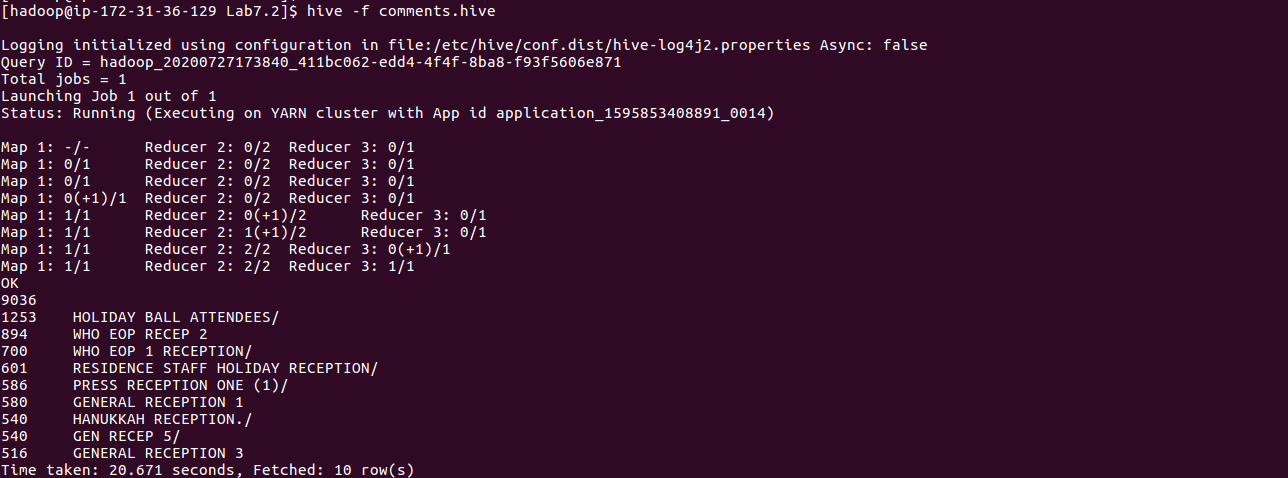 [hadoop@ip-172-31-36-129 Lab7.2]$ hive -f comments.hive
Logging initialized using configuration in file:/etc/hive/conf.dist/hive-log4j2.properties Async: false
Query ID = hadoop_20200727173840_411bc062-edd4-4f4f-8ba8-f93f5606e871
Total jobs = 1
Launching Job 1 out of 1
Status: Running (Executing on YARN cluster with App id application_1595853408891_0014)
Map 1: -/-      Reducer 2: 0/2  Reducer 3: 0/1
Map 1: 0/1      Reducer 2: 0/2  Reducer 3: 0/1
Map 1: 0/1      Reducer 2: 0/2  Reducer 3: 0/1
Map 1: 0(+1)/1  Reducer 2: 0/2  Reducer 3: 0/1
Map 1: 1/1      Reducer 2: 0(+1)/2      Reducer 3: 0/1
Map 1: 1/1      Reducer 2: 1(+1)/2      Reducer 3: 0/1
Map 1: 1/1      Reducer 2: 2/2  Reducer 3: 0(+1)/1
Map 1: 1/1      Reducer 2: 2/2  Reducer 3: 1/1
OK
9036
1253    HOLIDAY BALL ATTENDEES/
894     WHO EOP RECEP 2
700     WHO EOP 1 RECEPTION/
601     RESIDENCE STAFF HOLIDAY RECEPTION/
586     PRESS RECEPTION ONE (1)/
580     GENERAL RECEPTION 1
540     HANUKKAH RECEPTION./
540     GEN RECEP 5/
516     GENERAL RECEPTION 3
Time taken: 20.671 seconds, Fetched: 10 row(s)